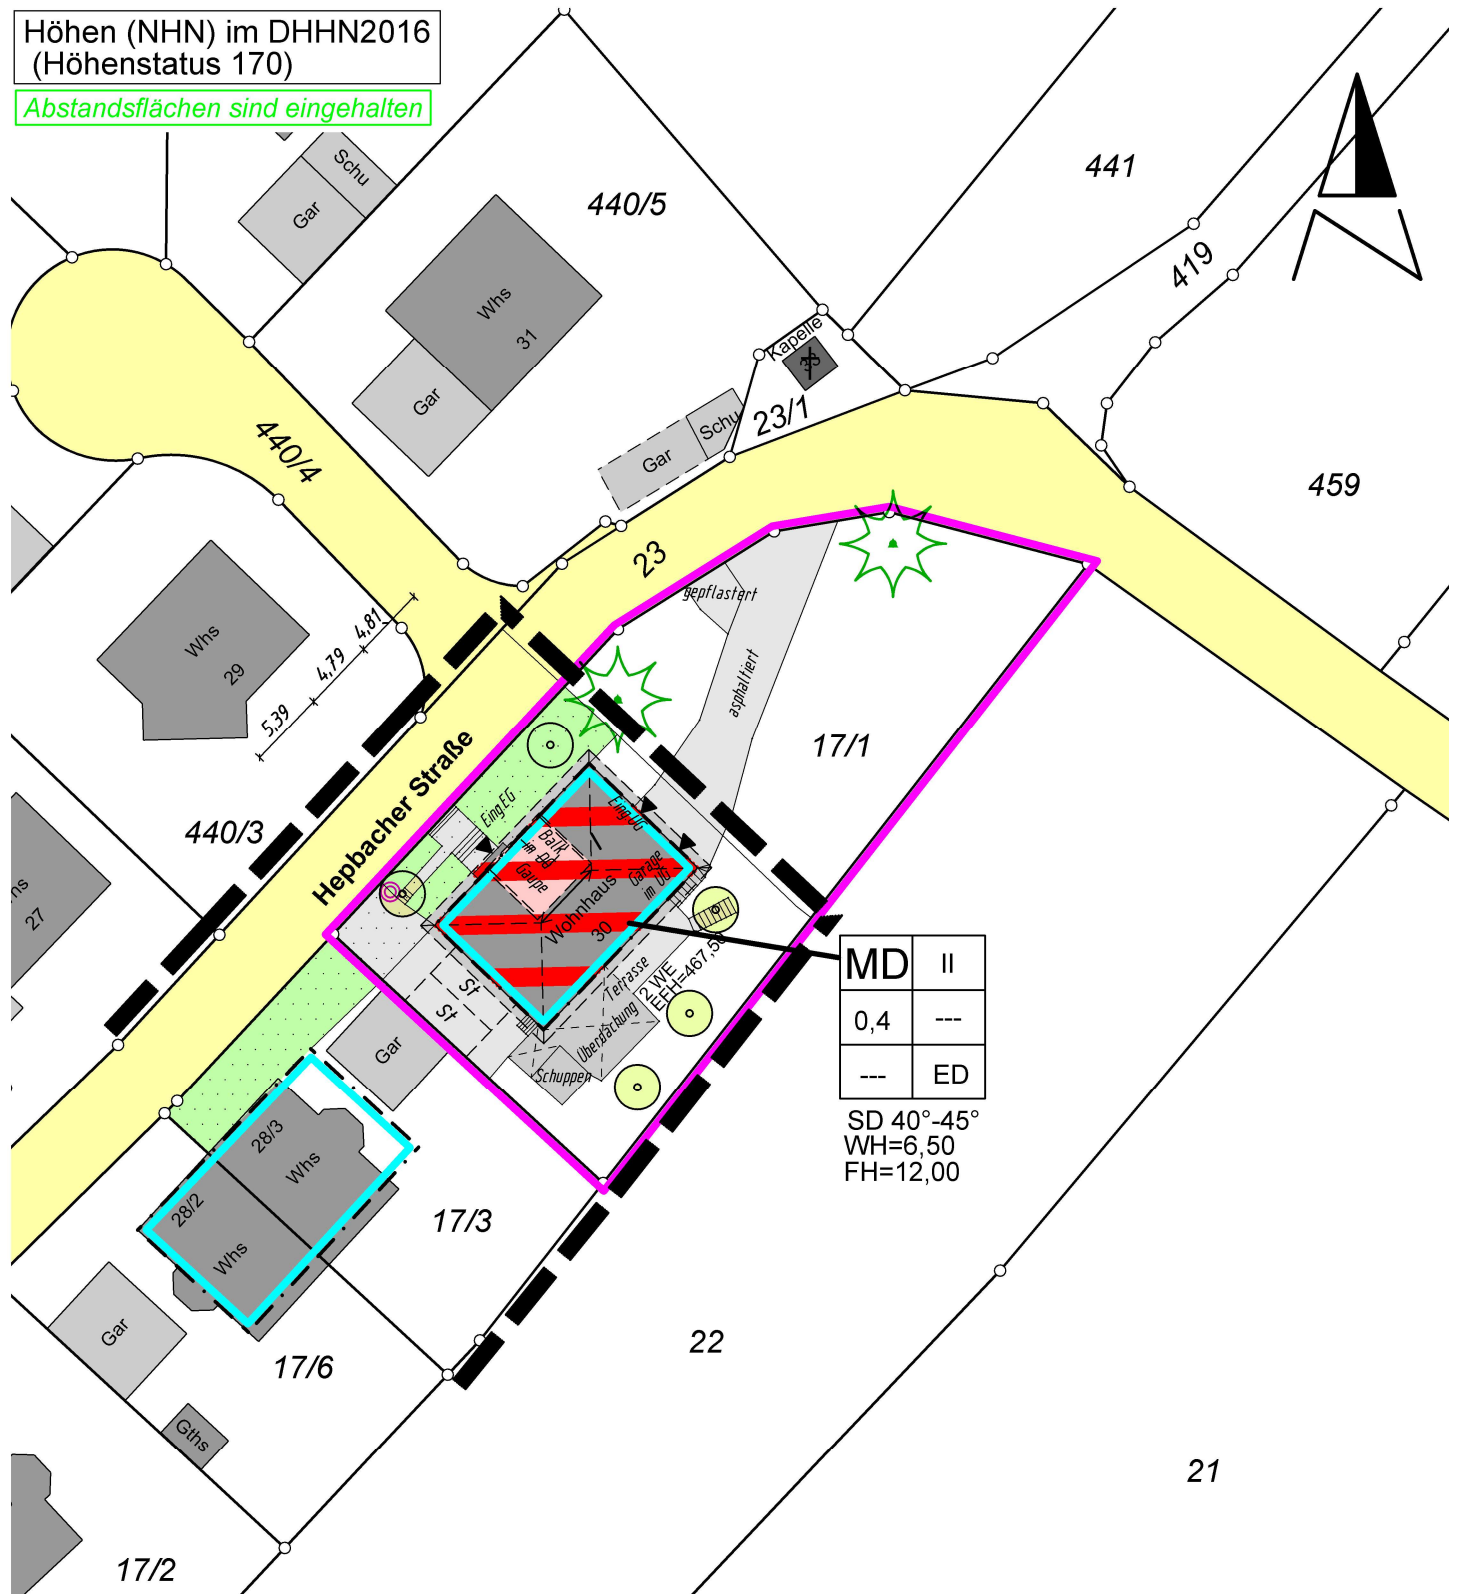 Höhen (NHN) im DHHN2016
(Höhenstatus 170)
Abstandsflächen sind eingehalten
Schu
Gar
440/5
441
419
Whs
31
Gar
Kapelle
33
23/1
Schu
Gar
440/4
459
23
gepflastert
asphaltiert
Whs
29
4,81
4,79
5,39
17/1
440/3
Hepbacher Straße
Eing.EG
Eing.UG
Balk
im DG
Gaupe
Garage
im UG
Wohnhaus
30
27
St
St
Terrasse
2 WE
EFH=467,50
Überdachung
Schuppen
Gar
MD
II
0,4
---
---
ED
SD 40°-45°
WH=6,50
FH=12,00
28/3
Whs
28/2
Whs
17/3
Gar
17/6
22
Gths
21
17/2